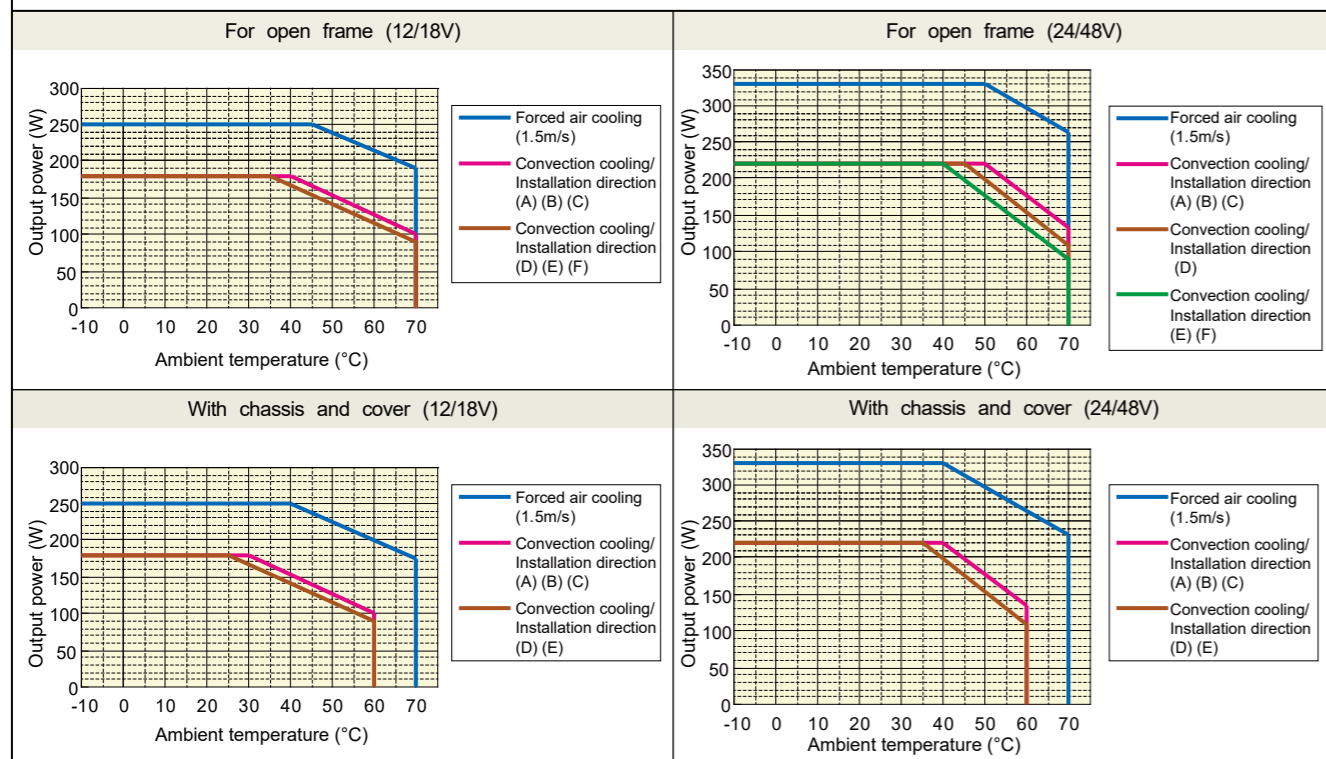 For open frame (12/18V)
Output power (W)
300
250
200
150
100
50
0
-10 0 10 20 30 40 50 60 70
Ambient temperature (°C)
Forced air cooling
(1.5m/s)
Convection cooling/
Installation direction
(A) (B) (C)
Convection cooling/
Installation direction
(D) (E) (F)
For open frame (24/48V)
Output power (W)
350
300
250
200
150
100
50
0
-10 0 10 20 30 40 50 60 70
Ambient temperature (°C)
Forced air cooling
(1.5m/s)
Convection cooling/
Installation direction
(A) (B) (C)
Convection cooling/
Installation direction
(D)
Convection cooling/
Installation direction
(E) (F)
With chassis and cover (12/18V)
Output power (W)
300
250
200
150
100
50
0
-10 0 10 20 30 40 50 60 70
Ambient temperature (°C)
Forced air cooling
(1.5m/s)
Convection cooling/
Installation direction
(A) (B) (C)
Convection cooling/
Installation direction
(D) (E)
With chassis and cover (24/48V)
Output power (W)
350
300
250
200
150
100
50
0
-10 0 10 20 30 40 50 60 70
Ambient temperature (°C)
Forced air cooling
(1.5m/s)
Convection cooling/
Installation direction
(A) (B) (C)
Convection cooling/
Installation direction
(D) (E)